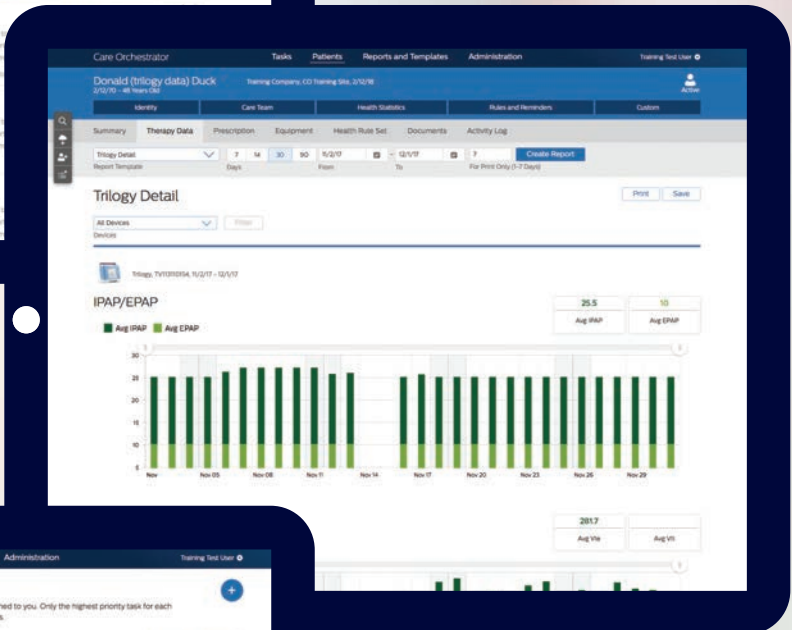 Care Orchestrator Tasks Patients Reports and Templates Administration Training Test User
Donald (trilogy data) Duck Training Company, CO Training Site, 2/12/18
2/12/70 - 48 Years Old Active
Identity Care Team Health Statistics Rules and Reminders Custom
Summary Therapy Data Prescription Equipment Health Rule Set Documents Activity Log
Trilogy Detail 7 14 30 90 11/2/17 - 12/1/17 7 Create Report
Report Template Days From To For Print Only (1-7 Days)
Trilogy Detail Print Save
All Devices Filter
Devices
Trilogy, TV113110154, 11/2/17 - 12/1/17
IPAP/EPAP 25.5 10
Avg IPAP Avg EPAP Avg IPAP Avg EPAP
30
25
20
15
10
5
Nov Nov 05 Nov 08 Nov 11 Nov 14 Nov 17 Nov 20 Nov 23 Nov 26 Nov 29
281.7
Avg Vte Avg Vti
Administration Training Test User
+
ned to you. Only the highest priority task for each
s.